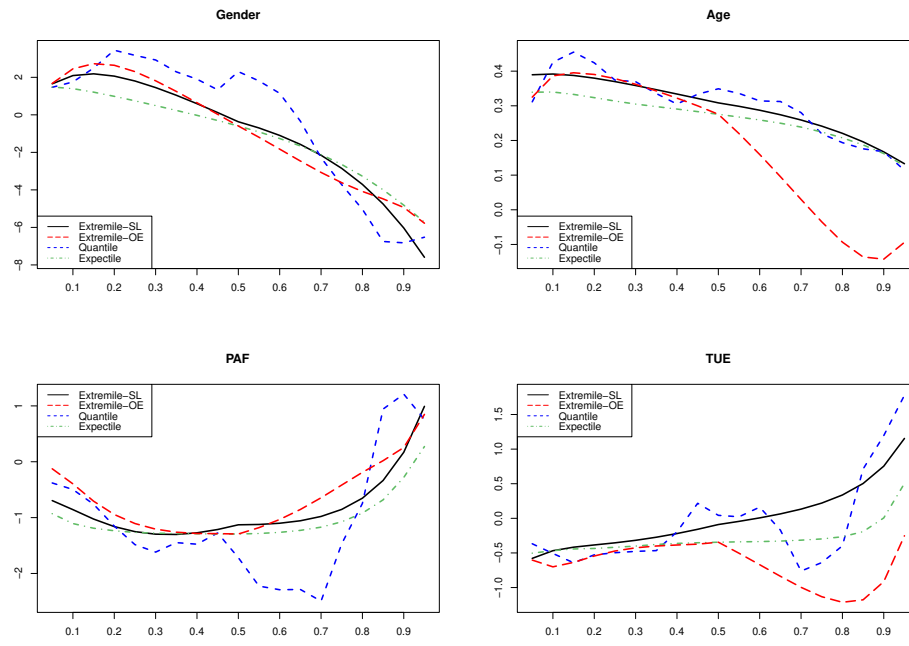 Gender
2
0
−2
−4
−6
−8
Extremile−SL
Extremile−OE
Quantile
Expectile
0.1 0.2 0.3 0.4 0.5 0.6 0.7 0.8 0.9
Age
0.4
0.3
0.2
0.1
0.0
−0.1
Extremile−SL
Extremile−OE
Quantile
Expectile
0.1 0.2 0.3 0.4 0.5 0.6 0.7 0.8 0.9
PAF
1
0
−1
−2
Extremile−SL
Extremile−OE
Quantile
Expectile
0.1 0.2 0.3 0.4 0.5 0.6 0.7 0.8 0.9
TUE
1.5
1.0
0.5
0.0
−0.5
−1.0
Extremile−SL
Extremile−OE
Quantile
Expectile
0.1 0.2 0.3 0.4 0.5 0.6 0.7 0.8 0.9